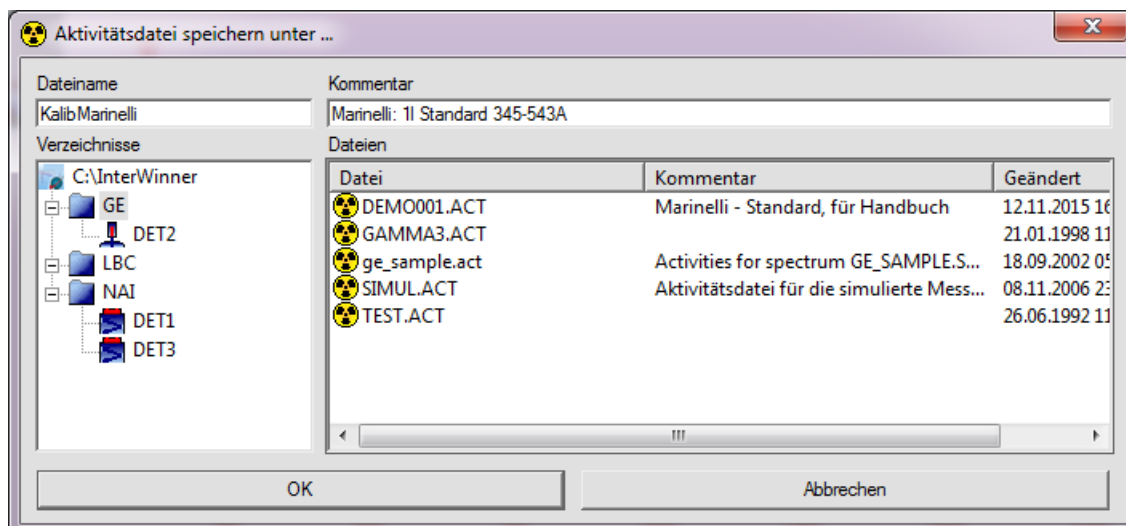 Aktivitätsdatei speichern unter ...
Dateiname
Kommentar
KalibMarinelli
Marinelli: 1l Standard 345-543A
Verzeichnisse
Dateien
C:\InterWinner
GE
DET2
LBC
NAI
DET1
DET3
Datei Kommentar Geändert
DEMO001.ACT Marinelli - Standard, für Handbuch 12.11.2015 16
GAMMA3.ACT 21.01.1998 11
ge_sample.act Activities for spectrum GE_SAMPLE.S... 18.09.2002 05
SIMUL.ACT Aktivitätsdatei für die simulierte Mess... 08.11.2006 23
TEST.ACT 26.06.1992 11
OK
Abbrechen